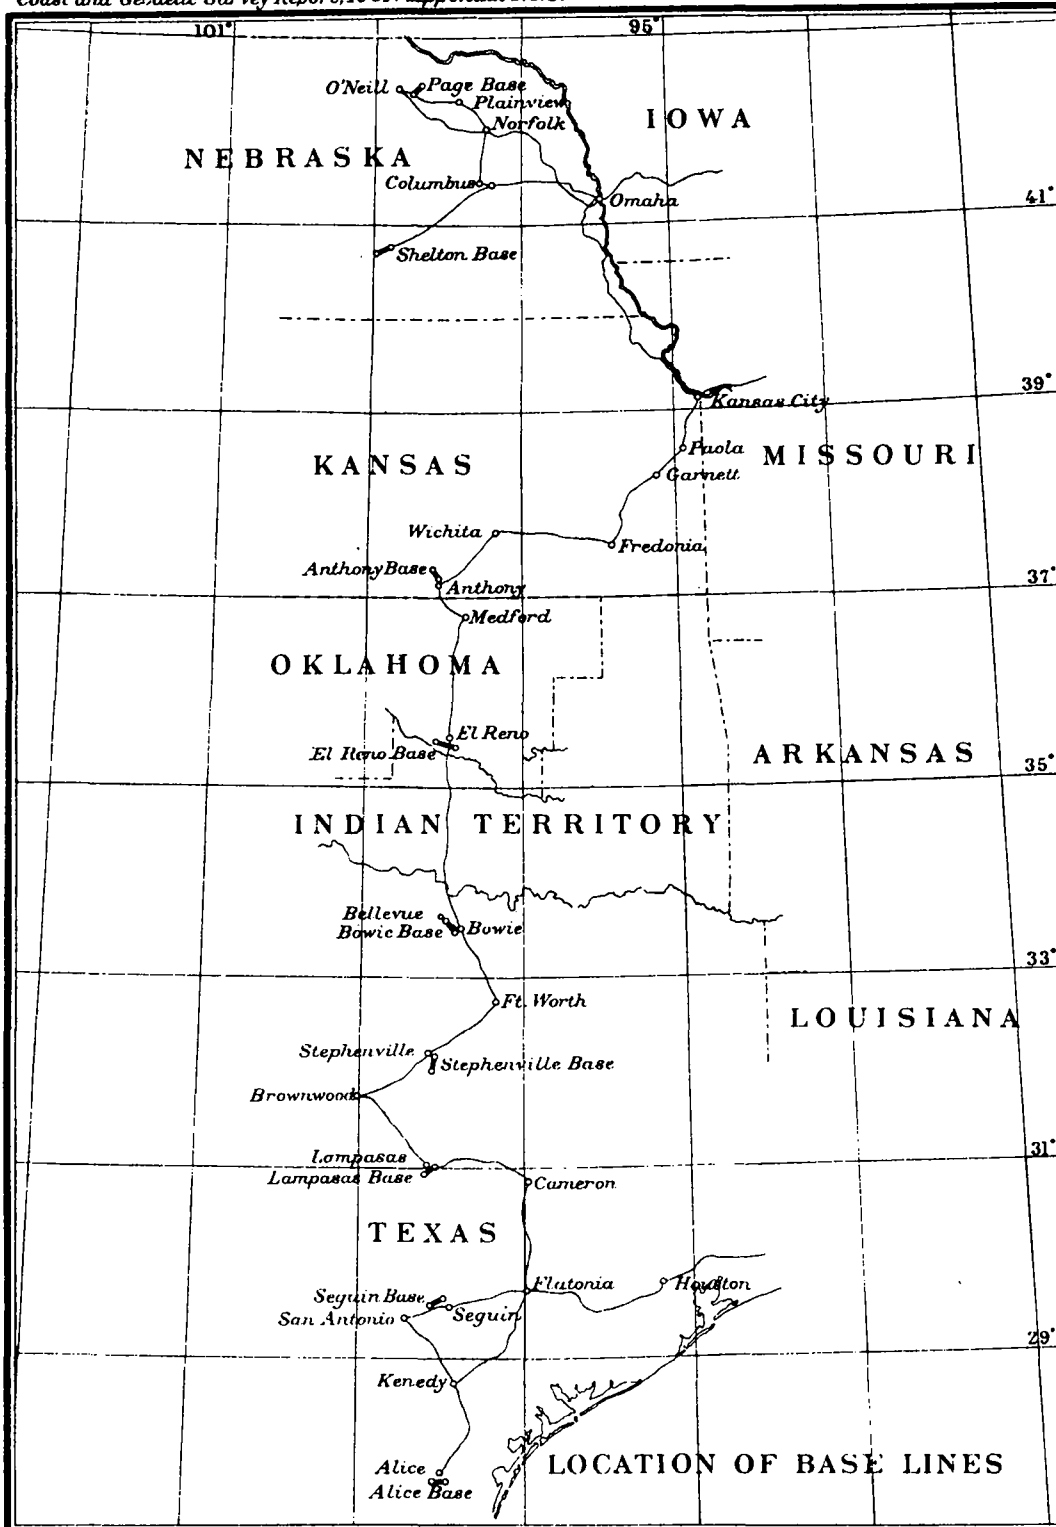 101°
95°
O'Neill
Page Base
Plainview
Norfolk
IOWA
NEBRASKA
Columbus
Omaha
41°
Shelton Base
39°
Kansas City
Paola
KANSAS
MISSOURI
Garnett
Wichita
Fredonia
Anthony Base
Anthony
37°
Medford
OKLAHOMA
El Reno
El Reno Base
ARKANSAS
35°
INDIAN TERRITORY
Bellevue
Bowie Base
Bowie
33°
Ft. Worth
LOUISIANA
Stephenville
Stephenville Base
Brownwood
Lampasas
31°
Lampasas Base
Cameron
TEXAS
Flatonia
Houston
Seguin Base
Seguin
San Antonio
29°
Kenedy
Alice
LOCATION OF BASE LINES
Alice Base